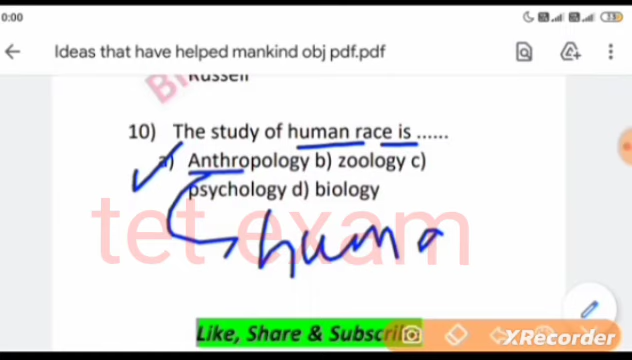 0:00
Ideas that have helped mankind obj pdf.pdf
Russell
10) The study of human race is ......
a) Anthropology b) zoology c)
psychology d) biology
tet exam
huma
Like, Share & Subscrib
XRecorder